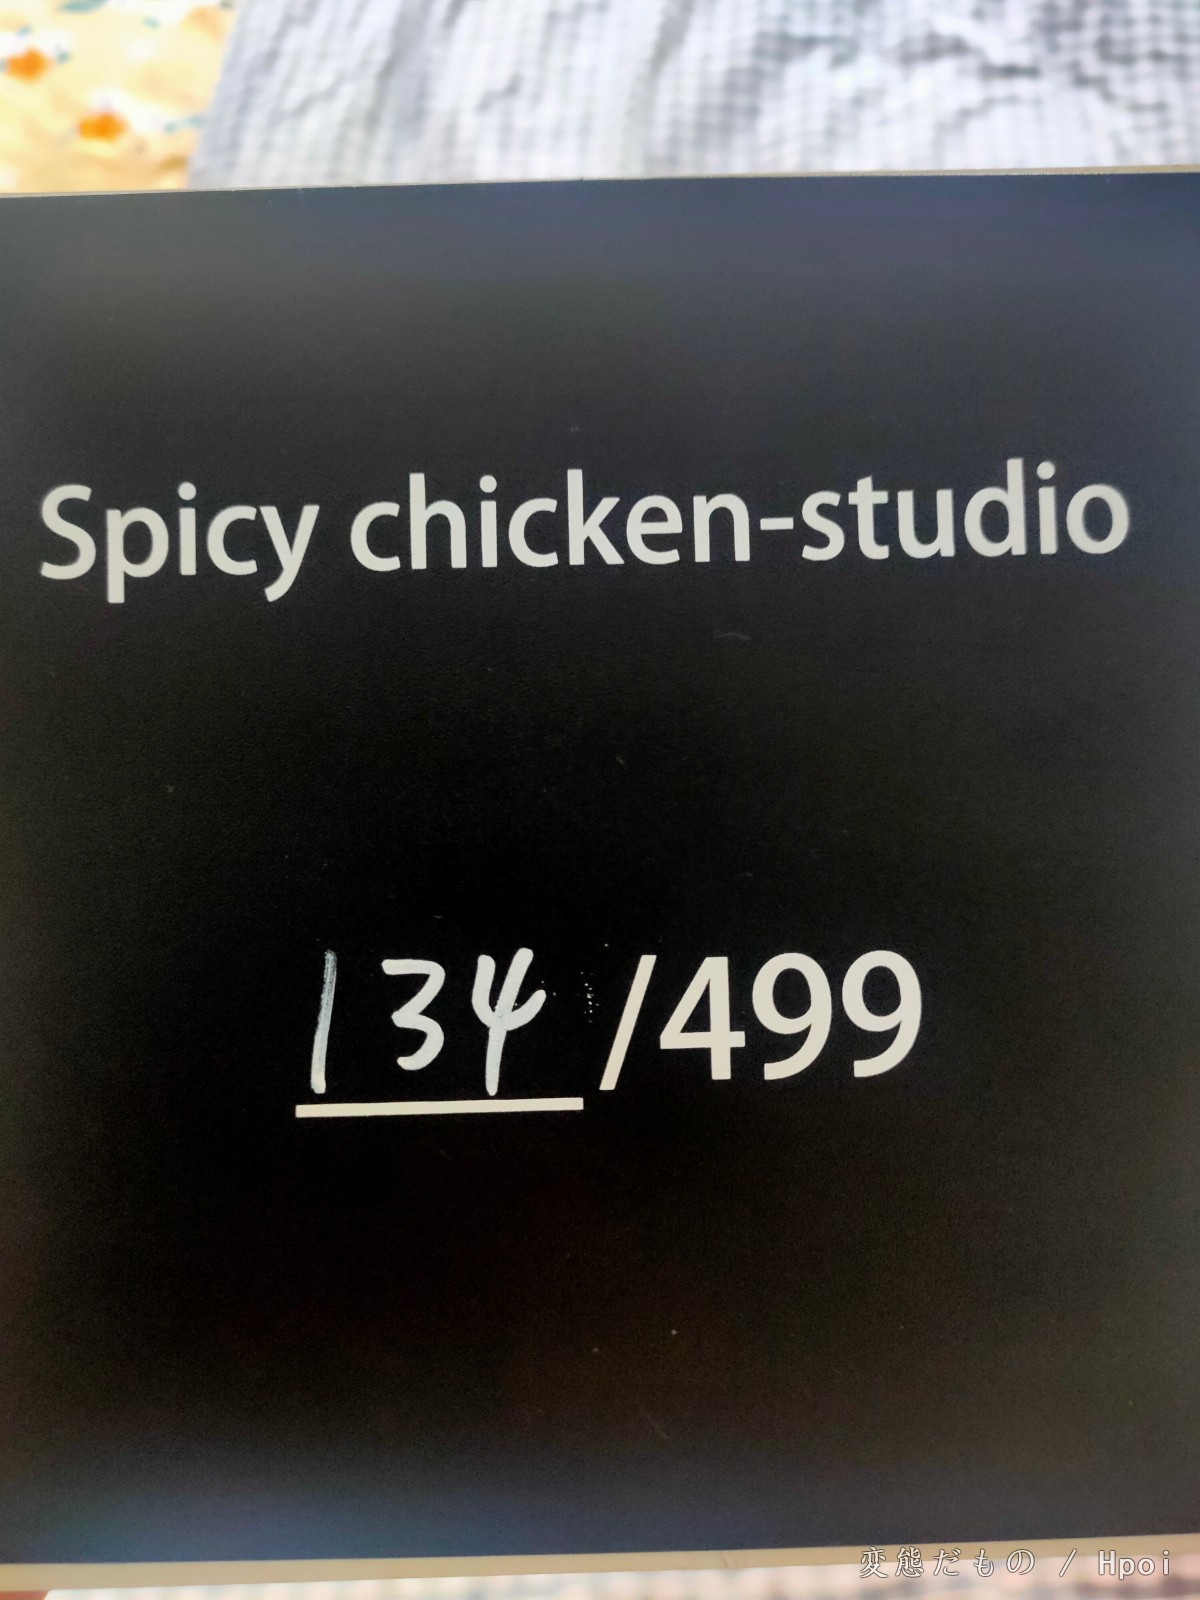 Spicy chicken-studio
134/499
変態だもの / Hpoi